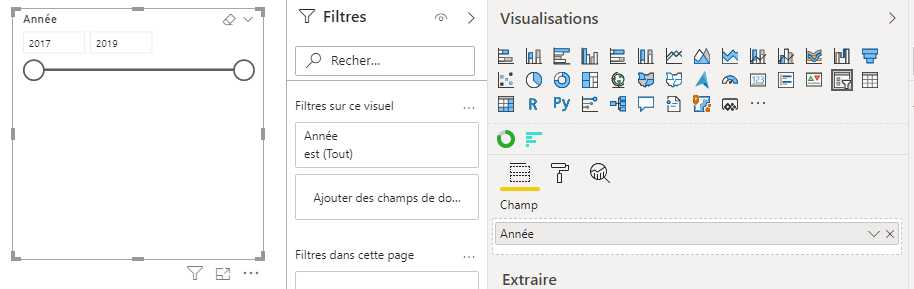 Année
2017
2019
Filtres
Recher...
Filtres sur ce visuel
Année
est (Tout)
Ajouter des champs de do...
Filtres dans cette page
Visualisations
123
R
Py
Champ
Année
Extraire